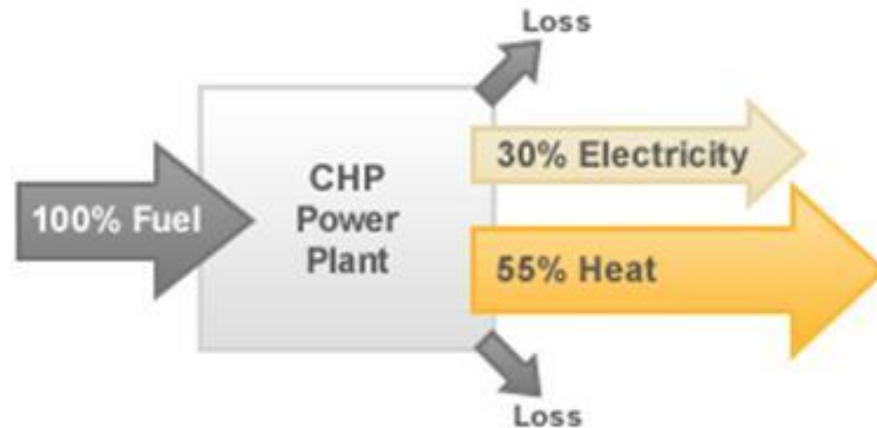 Loss
30% Electricity
100% Fuel
CHP
Power
Plant
55% Heat
Loss